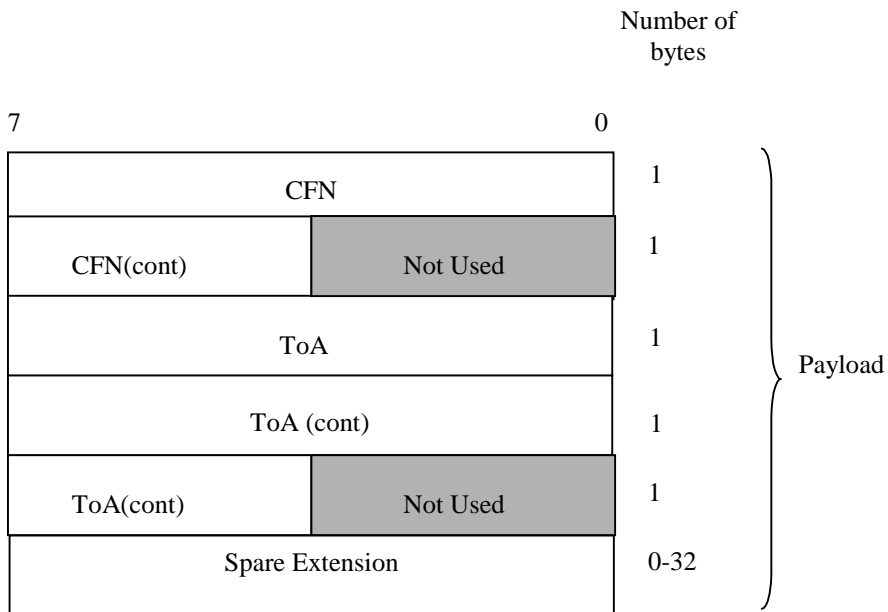 Number of
bytes
7 0
CFN 1
CFN(cont) Not Used 1
ToA 1
ToA (cont) 1
Payload
ToA(cont) Not Used 1
Spare Extension 0-32